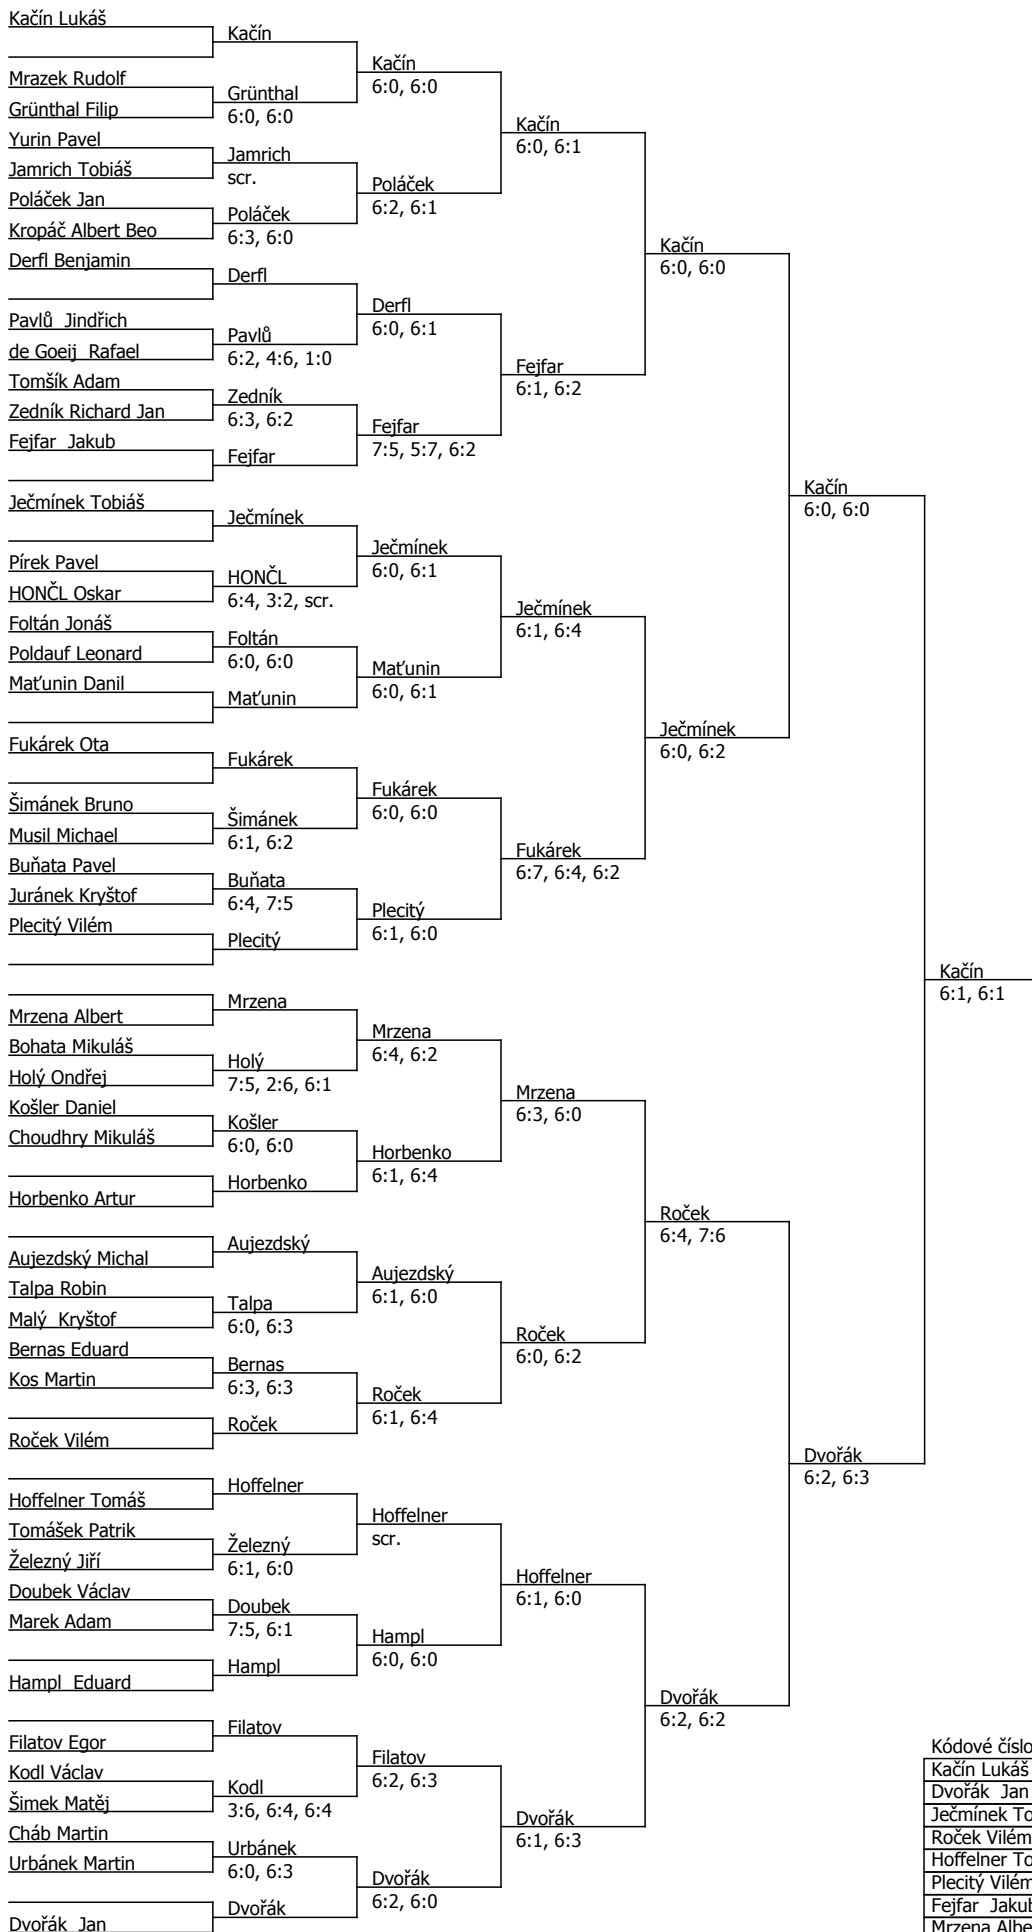 Kačín Lukáš
Mrazek Rudolf
Grünthal Filip
Yurin Pavel
Jamrich Tobiáš
Poláček Jan
Kropáč Albert Beo
Derfl Benjamin
Pavlů  Jindřich
de Goeij  Rafael
Tomšík Adam
Zedník Richard Jan
Fejfar  Jakub
Ječmínek Tobiáš
Pírek Pavel
HONČL Oskar
Foltán Jonáš
Poldauf Leonard
Maťunin Danil
Fukárek Ota
Šimánek Bruno
Musil Michael
Buňata Pavel
Juránek Kryštof
Plecitý Vilém
Mrzena Albert
Bohata Mikuláš
Holý Ondřej
Košler Daniel
Choudhry Mikuláš
Horbenko Artur
Aujezdský Michal
Talpa Robin
Malý  Kryštof
Bernas Eduard
Kos Martin
Roček Vilém
Hoffelner Tomáš
Tomášek Patrik
Železný Jiří
Doubek Václav
Marek Adam
Hampl  Eduard
Filatov Egor
Kodl Václav
Šimek Matěj
Cháb Martin
Urbánek Martin
Dvořák  Jan
Kačín
Grünthal
6:0, 6:0
Jamrich
scr.
Poláček
6:3, 6:0
Derfl
Pavlů
6:2, 4:6, 1:0
Zedník
6:3, 6:2
Fejfar
Ječmínek
HONČL
6:4, 3:2, scr.
Foltán
6:0, 6:0
Maťunin
Fukárek
Šimánek
6:1, 6:2
Buňata
6:4, 7:5
Plecitý
Mrzena
Holý
7:5, 2:6, 6:1
Košler
6:0, 6:0
Horbenko
Aujezdský
Talpa
6:0, 6:3
Bernas
6:3, 6:3
Roček
Hoffelner
Železný
6:1, 6:0
Doubek
7:5, 6:1
Hampl
Filatov
Kodl
3:6, 6:4, 6:4
Urbánek
6:0, 6:3
Dvořák
Kačín
6:0, 6:0
Poláček
6:2, 6:1
Derfl
6:0, 6:1
Fejfar
7:5, 5:7, 6:2
Ječmínek
6:0, 6:1
Maťunin
6:0, 6:1
Fukárek
6:0, 6:0
Plecitý
6:1, 6:0
Mrzena
6:4, 6:2
Horbenko
6:1, 6:4
Aujezdský
6:1, 6:0
Roček
6:1, 6:4
Hoffelner
scr.
Hampl
6:0, 6:0
Filatov
6:2, 6:3
Dvořák
6:2, 6:0
Kačín
6:0, 6:1
Fejfar
6:1, 6:2
Ječmínek
6:1, 6:4
Fukárek
6:7, 6:4, 6:2
Mrzena
6:3, 6:0
Roček
6:0, 6:2
Hoffelner
6:1, 6:0
Dvořák
6:1, 6:3
Kačín
6:0, 6:0
Ječmínek
6:0, 6:2
Roček
6:4, 7:6
Dvořák
6:2, 6:2
Kačín
6:0, 6:0
Dvořák
6:2, 6:3
Kačín
6:1, 6:1
Kódové číslo
Kačín Lukáš
Dvořák  Jan
Ječmínek To
Roček Vilém
Hoffelner To
Plecitý Vilém
Fejfar  Jakub
Mrzena Albe